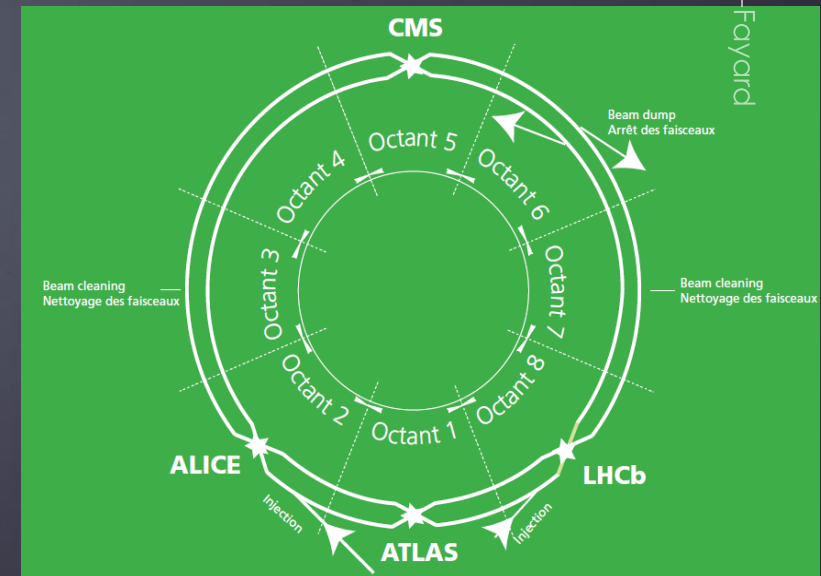 CMS
-Fayard
Beam dump
Arrêt des faisceaux
Octant 5
Octant 4
Octant 6
Octant 3
Octant 7
Beam cleaning
Nettoyage des faisceaux
Beam cleaning
Nettoyage des faisceaux
Octant 2
Octant 8
Octant 1
ALICE
LHCb
Injection
Injection
ATLAS